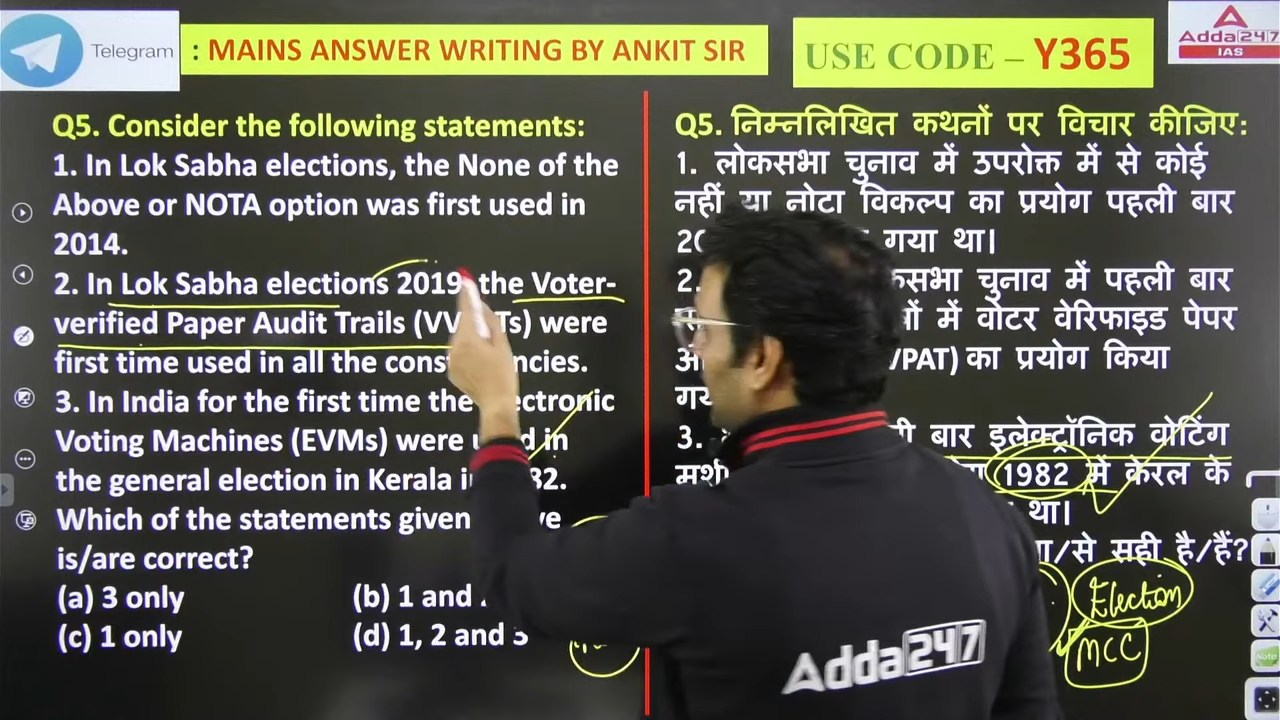 Telegram : MAINS ANSWER WRITING BY ANKIT SIR
USE CODE – Y365
Adda247
IAS
Q5. Consider the following statements:
1. In Lok Sabha elections, the None of the
Above or NOTA option was first used in
2014.
2. In Lok Sabha elections 2019, the Voter-
verified Paper Audit Trails (VV Ts) were
first time used in all the const ncies.
3. In India for the first time the ctronic
Voting Machines (EVMs) were in
the general election in Kerala 82.
Which of the statements given
is/are correct?
(a) 3 only
(b) 1 and
(c) 1 only
(d) 1, 2 and 3
Q5. निम्नलिखित कथनों पर विचार कीजिए:
1. लोकसभा चुनाव में उपरोक्त में से कोई
नहीं या नोटा विकल्प का प्रयोग पहली बार
गया था।
2. चुनाव में पहली बार
में वोटर वेरिफाइड पेपर
का प्रयोग किया
3. बार इलेक्ट्रॉनिक वोटिंग
1982 में केरल के
था।
सही है/हैं?
Election
MCC
Adda247
Note